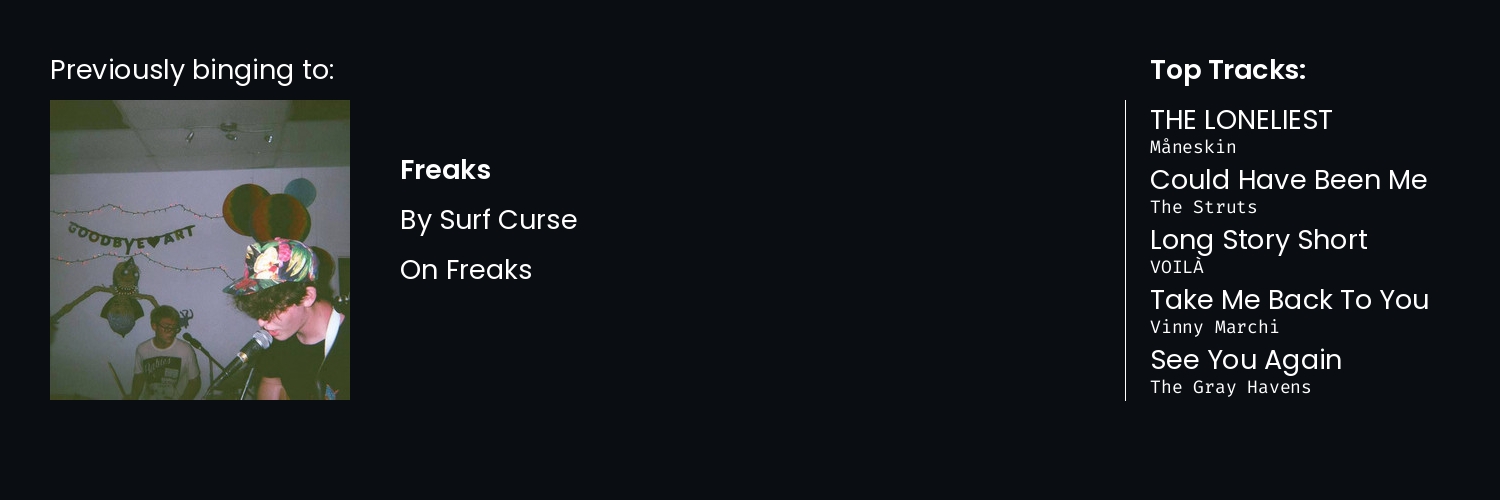 Previously binging to:
GOODBYE♥ART
Freaks
By Surf Curse
On Freaks
Top Tracks:
THE LONELIEST
Måneskin
Could Have Been Me
The Struts
Long Story Short
VOILÀ
Take Me Back To You
Vinny Marchi
See You Again
The Gray Havens